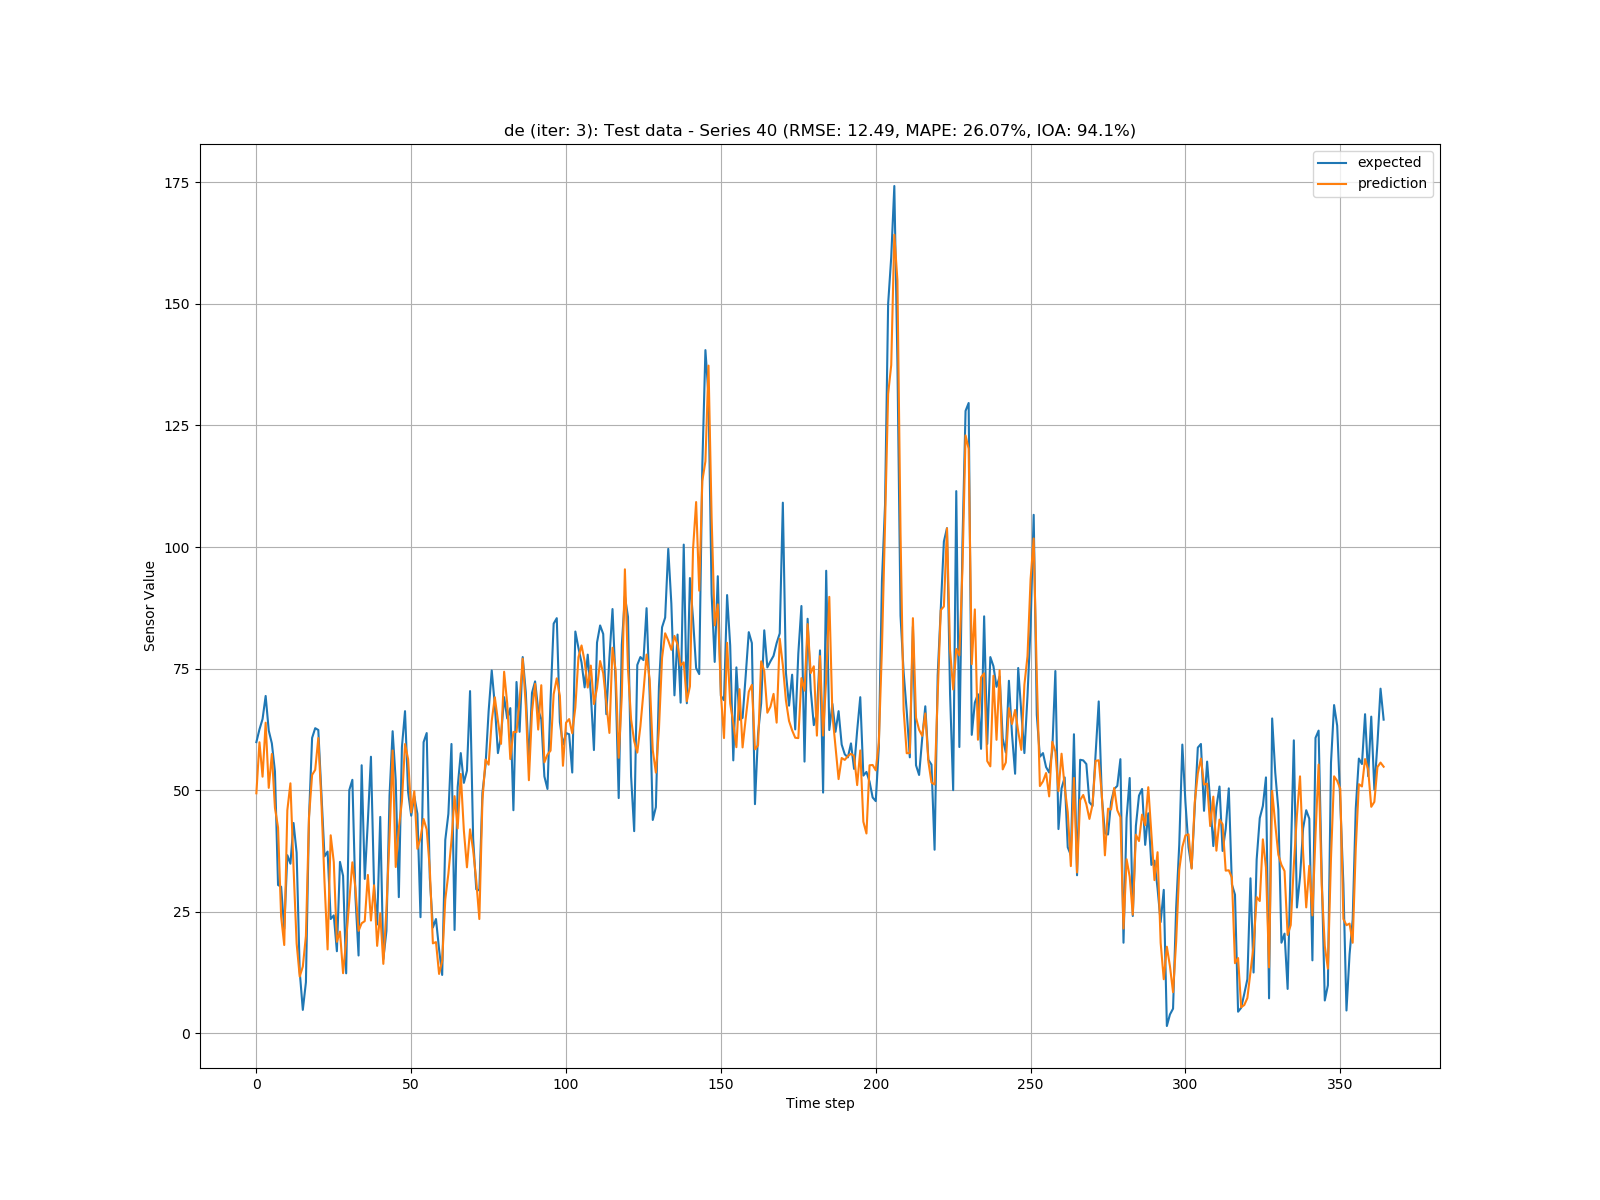 de (iter: 3): Test data - Series 40 (RMSE: 12.49, MAPE: 26.07%, IOA: 94.1%)
expected
prediction
175
150
125
100
75
50
25
0
Sensor Value
0 50 100 150 200 250 300 350
Time step